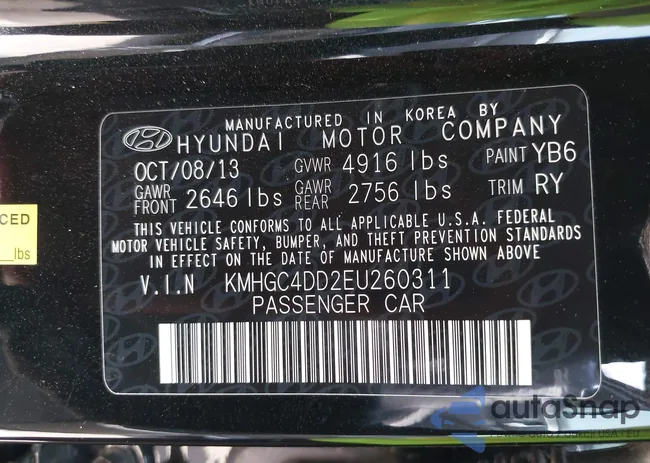 MANUFACTURED IN KOREA BY
HYUNDAI MOTOR COMPANY
OCT/08/13 GVWR 4916 lbs PAINT YB6
GAWR FRONT 2646 lbs GAWR REAR 2756 lbs TRIM RY
THIS VEHICLE CONFORMS TO ALL APPLICABLE U.S.A. FEDERAL
MOTOR VEHICLE SAFETY, BUMPER, AND THEFT PREVENTION STANDARDS
IN EFFECT ON THE DATE OF MANUFACTURE SHOWN ABOVE
V.I.N KMHGC4DD2EU260311
PASSENGER CAR
CED
lbs
autoSnap